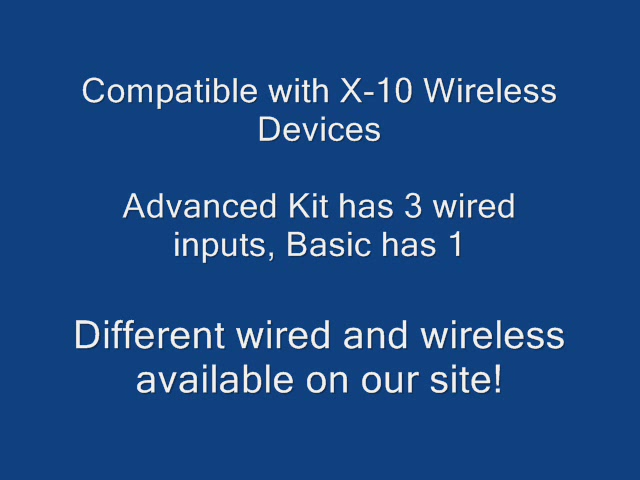 Compatible with X-10 Wireless
Devices
Advanced Kit has 3 wired
inputs, Basic has 1
Different wired and wireless
available on our site!